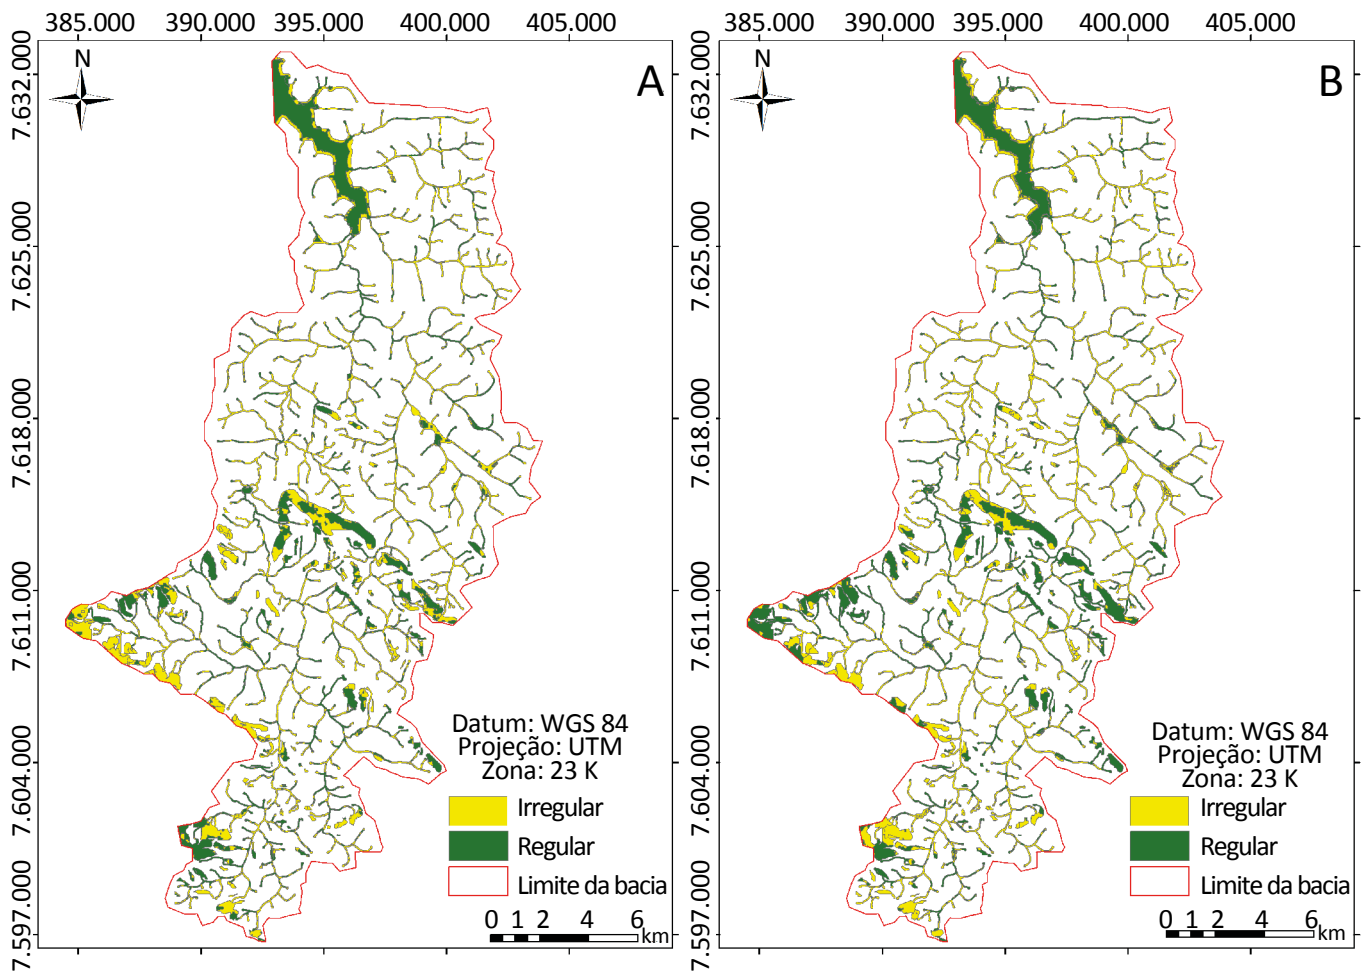 385.000 390.000 395.000 400.000 405.000
385.000 390.000 395.000 400.000 405.000
7.632.000
7.625.000
7.618.000
7.611.000
7.604.000
7.597.000
N
A
Datum: WGS 84
Projeção: UTM
Zona: 23 K
Irregular
Regular
Limite da bacia
0 1 2 4 6
km
7.632.000
7.625.000
7.618.000
7.611.000
7.604.000
7.597.000
N
B
Datum: WGS 84
Projeção: UTM
Zona: 23 K
Irregular
Regular
Limite da bacia
0 1 2 4 6
km